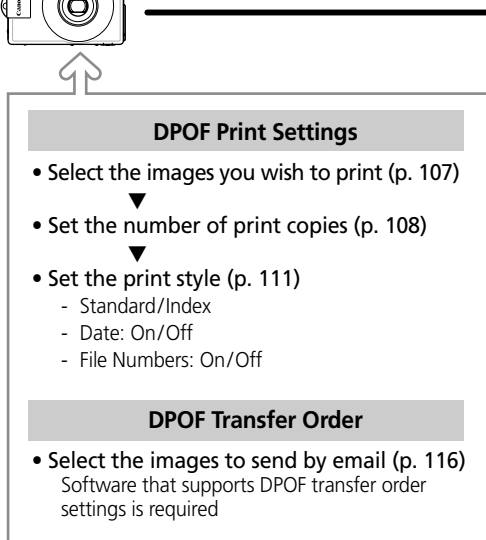 Canon
DPOF Print Settings
• Select the images you wish to print (p. 107)
▼
• Set the number of print copies (p. 108)
▼
• Set the print style (p. 111)
- Standard/Index
- Date: On/Off
- File Numbers: On/Off
DPOF Transfer Order
• Select the images to send by email (p. 116)
Software that supports DPOF transfer order
settings is required